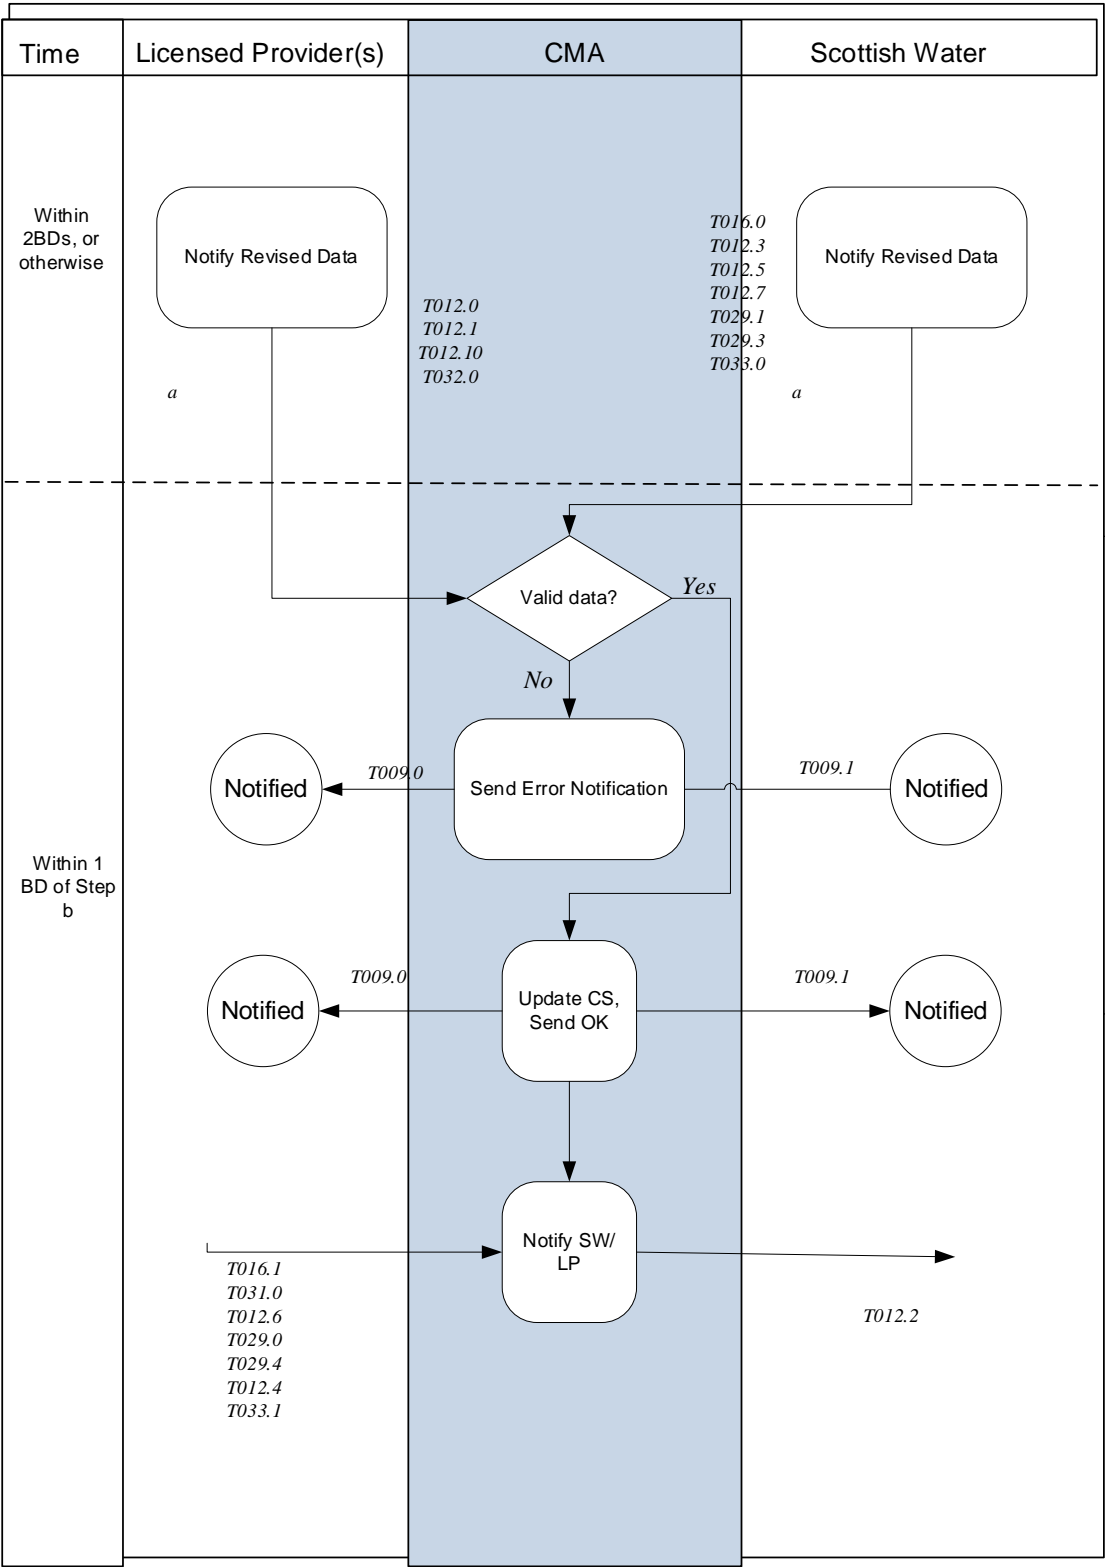 Time
Licensed Provider(s)
CMA
Scottish Water
Within
2BDs, or
otherwise
Notify Revised Data
a
T012.0
T012.1
T012.10
T032.0
T016.0
T012.3
T012.5
T012.7
T029.1
T029.3
T033.0
Notify Revised Data
a
Valid data?
Yes
No
Within 1
BD of Step
b
Notified
T009.0
Send Error Notification
T009.1
Notified
Notified
T009.0
Update CS,
Send OK
T009.1
Notified
Notify SW/
LP
T016.1
T031.0
T012.6
T029.0
T029.4
T012.4
T033.1
T012.2